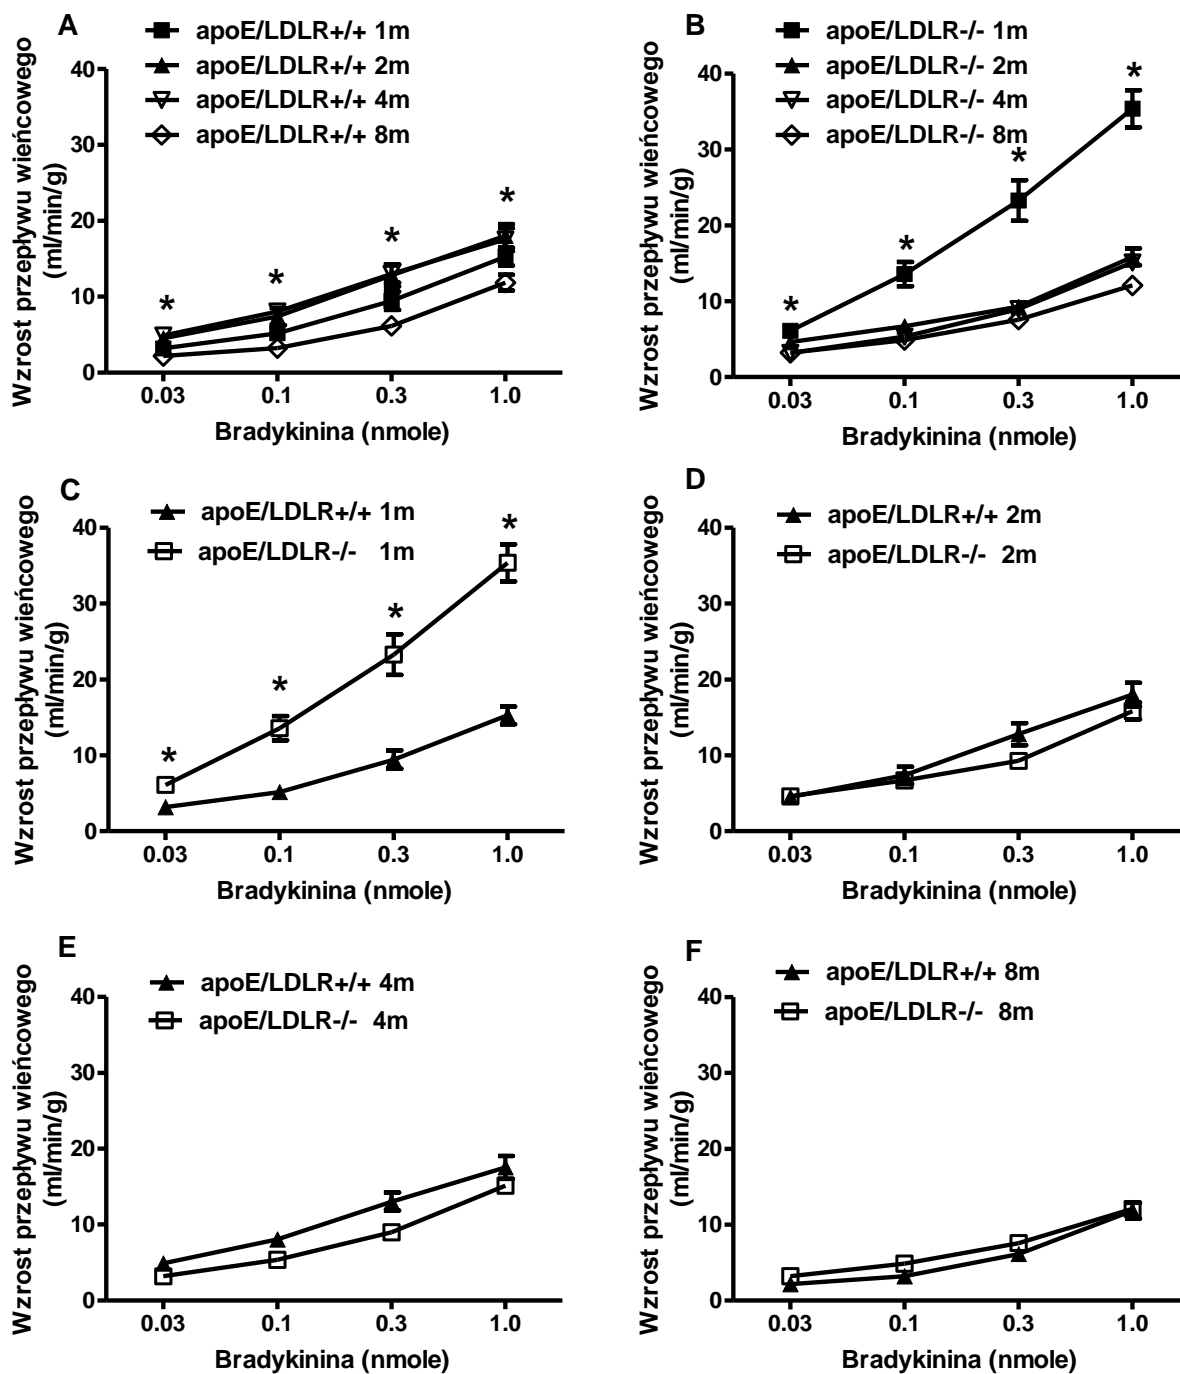 A
apoE/LDLR+/+ 1m
apoE/LDLR+/+ 2m
apoE/LDLR+/+ 4m
apoE/LDLR+/+ 8m
Wzrost przepływu wieńcowego
(ml/min/g)
40
30
20
10
0
* * * *
0.03 0.1 0.3 1.0
Bradykinina (nmole)
B
apoE/LDLR-/- 1m
apoE/LDLR-/- 2m
apoE/LDLR-/- 4m
apoE/LDLR-/- 8m
Wzrost przepływu wieńcowego
(ml/min/g)
40
30
20
10
0
* * * *
0.03 0.1 0.3 1.0
Bradykinina (nmole)
C
apoE/LDLR+/+ 1m
apoE/LDLR-/- 1m
Wzrost przepływu wieńcowego
(ml/min/g)
40
30
20
10
0
* * * *
0.03 0.1 0.3 1.0
Bradykinina (nmole)
D
apoE/LDLR+/+ 2m
apoE/LDLR-/- 2m
Wzrost przepływu wieńcowego
(ml/min/g)
40
30
20
10
0
0.03 0.1 0.3 1.0
Bradykinina (nmole)
E
apoE/LDLR+/+ 4m
apoE/LDLR-/- 4m
Wzrost przepływu wieńcowego
(ml/min/g)
40
30
20
10
0
0.03 0.1 0.3 1.0
Bradykinina (nmole)
F
apoE/LDLR+/+ 8m
apoE/LDLR-/- 8m
Wzrost przepływu wieńcowego
(ml/min/g)
40
30
20
10
0
0.03 0.1 0.3 1.0
Bradykinina (nmole)